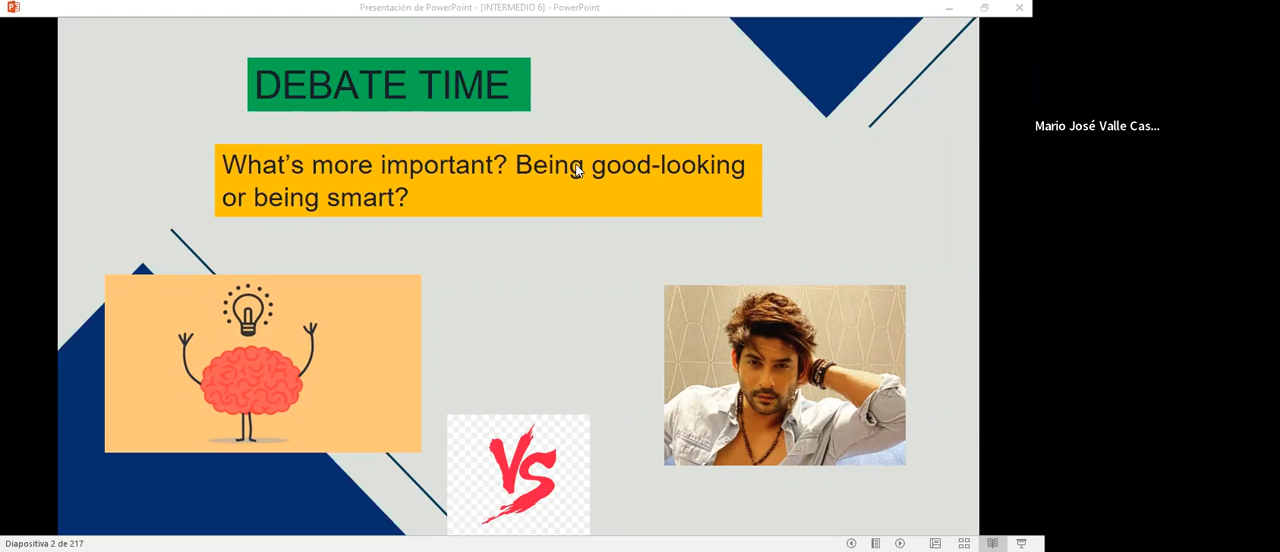 Presentación de PowerPoint - [INTERMEDIO 6] - PowerPoint
DEBATE TIME
What's more important? Being good-looking
or being smart?
Mario José Valle Cas...
VS
Diapositiva 2 de 217